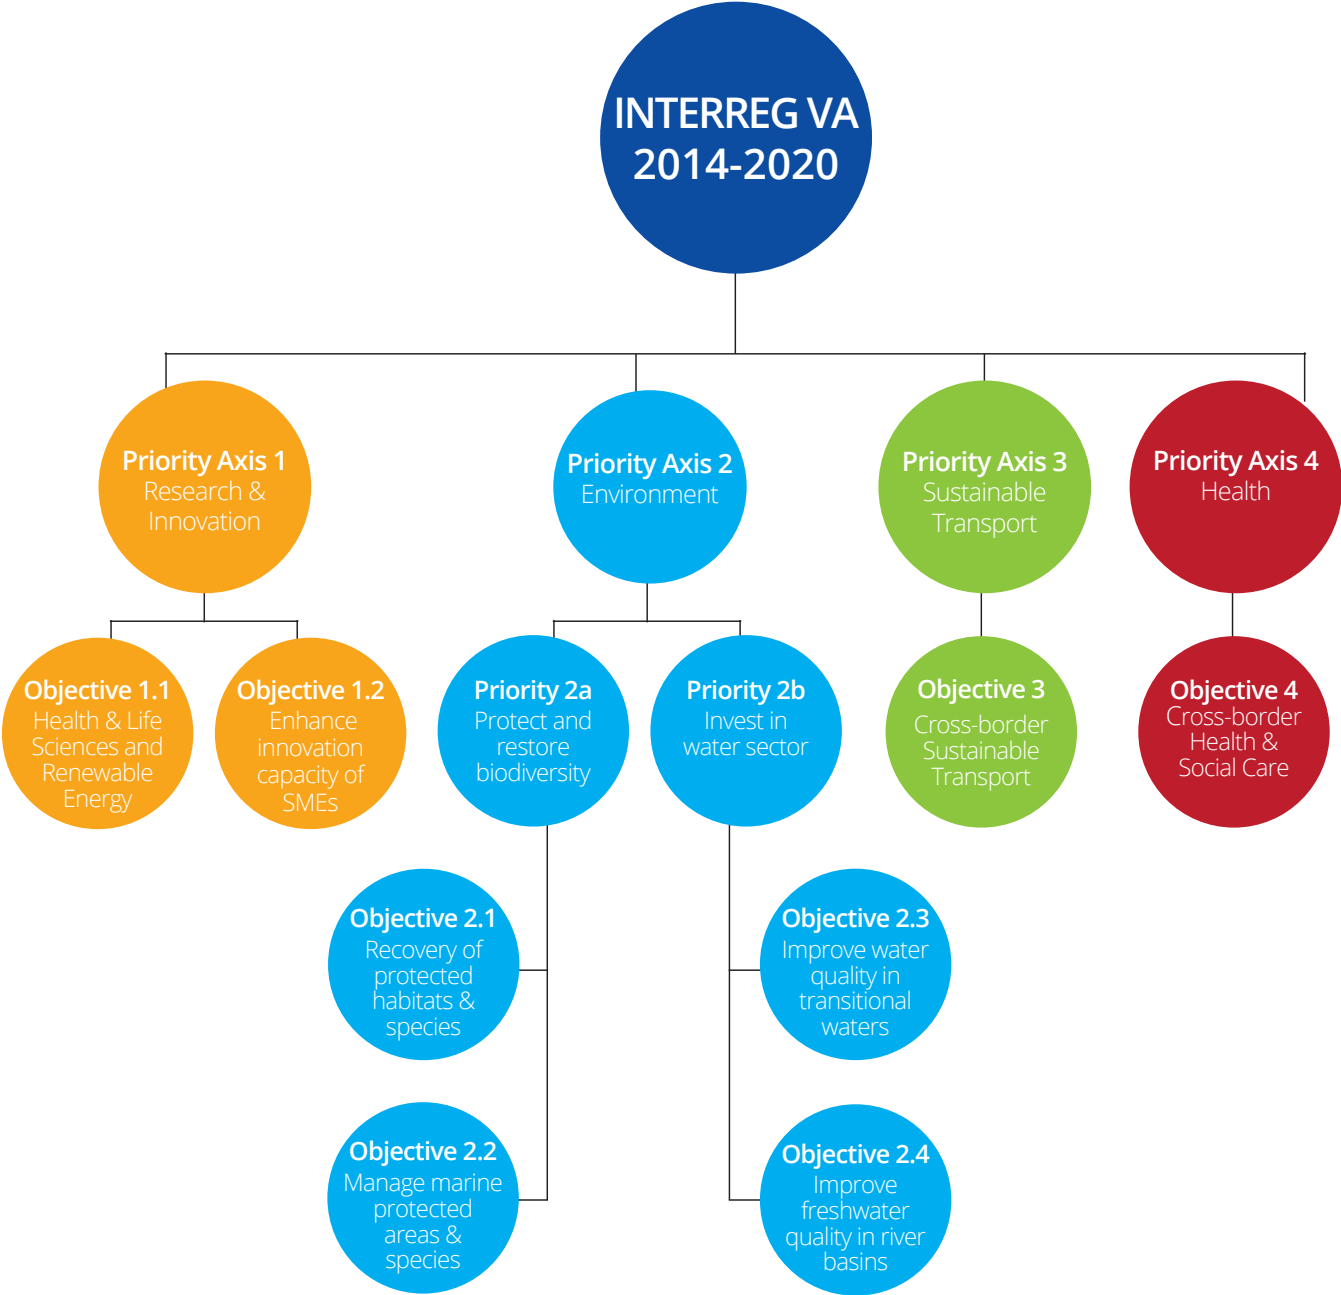 INTERREG VA
2014-2020
Priority Axis 1
Research &
Innovation
Priority Axis 2
Environment
Priority Axis 3
Sustainable
Transport
Priority Axis 4
Health
Objective 1.1
Health & Life
Sciences and
Renewable
Energy
Objective 1.2
Enhance
innovation
capacity of
SMEs
Priority 2a
Protect and
restore
biodiversity
Priority 2b
Invest in
water sector
Objective 3
Cross-border
Sustainable
Transport
Objective 4
Cross-border
Health &
Social Care
Objective 2.1
Recovery of
protected
habitats &
species
Objective 2.3
Improve water
quality in
transitional
waters
Objective 2.2
Manage marine
protected
areas &
species
Objective 2.4
Improve
freshwater
quality in river
basins